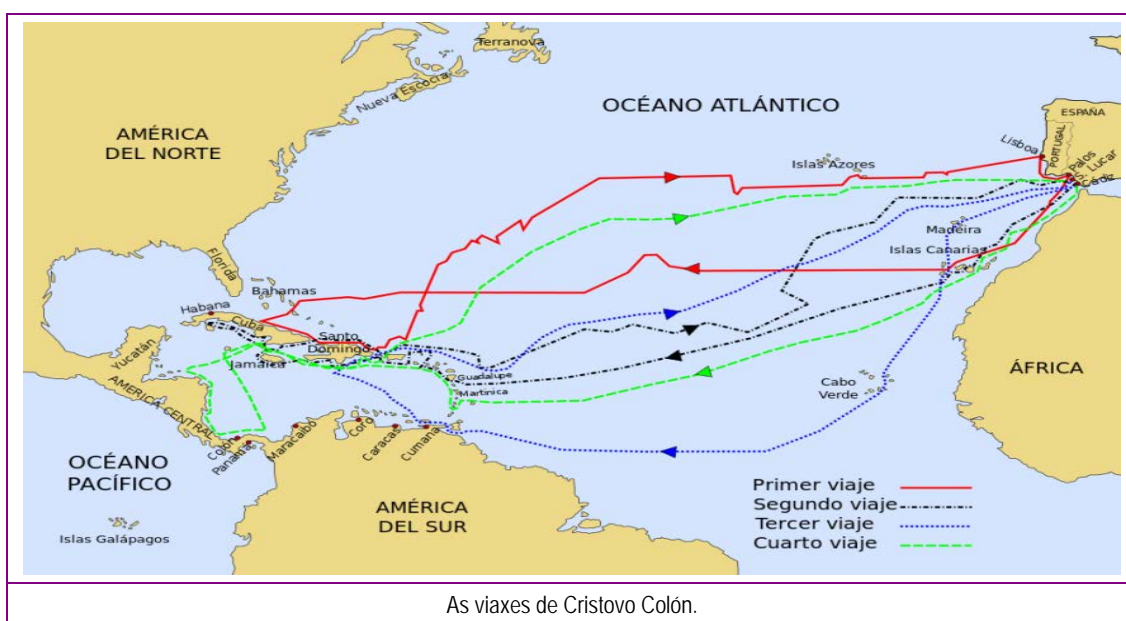 Terranova
Nueva Escocia
OCÉANO ATLÁNTICO
ESPAÑA
AMÉRICA
DEL NORTE
PORTUGAL
Lisboa
Islas Azores
Palos
S. Lucar
Cádiz
Madeira
Islas Canarias
Florida
Bahamas
Habana
Cuba
Santo
Domingo
Yucatán
Jamaica
Guadalupe
Martinica
Cabo
Verde
ÁFRICA
AMÉRICA CENTRAL
Colón
Panamá
Maracaibo
Coro
Caracas
Cumana
OCÉANO
PACÍFICO
AMÉRICA
DEL SUR
Islas Galápagos
Primer viaje
Segundo viaje
Tercer viaje
Cuarto viaje
As viaxes de Cristovo Colón.